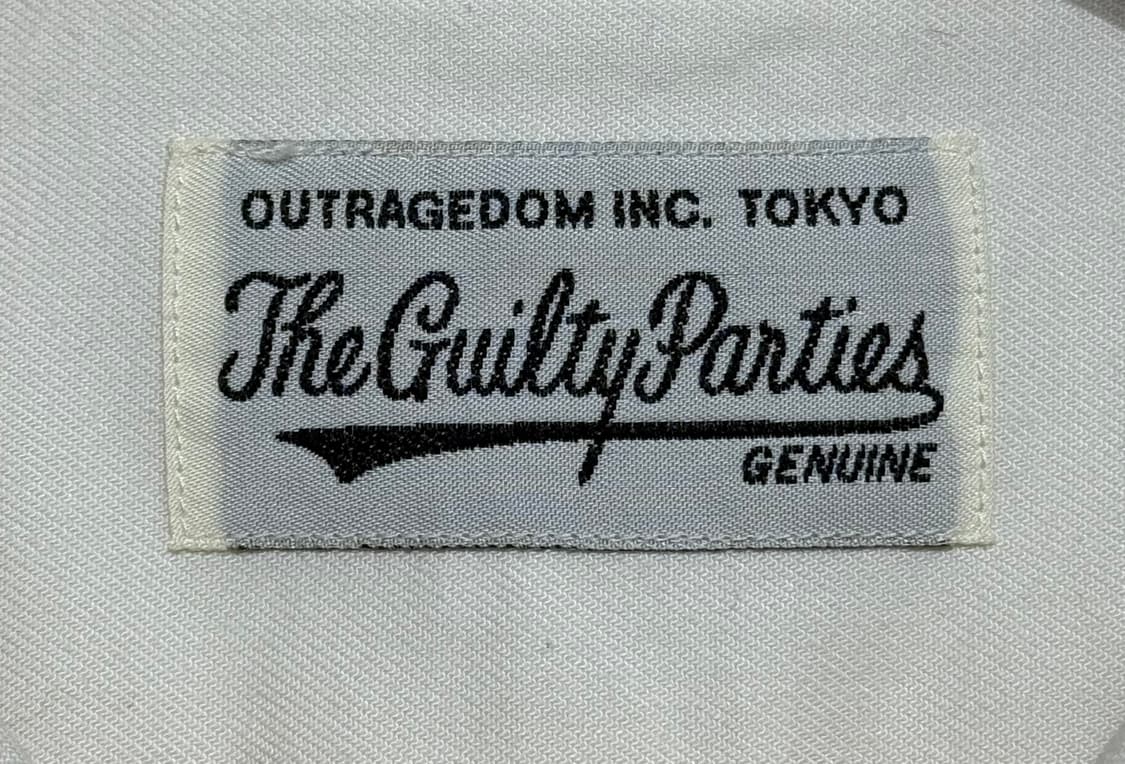 OUTRAGEDOM INC. TOKYO
The Guilty Parties
GENUINE